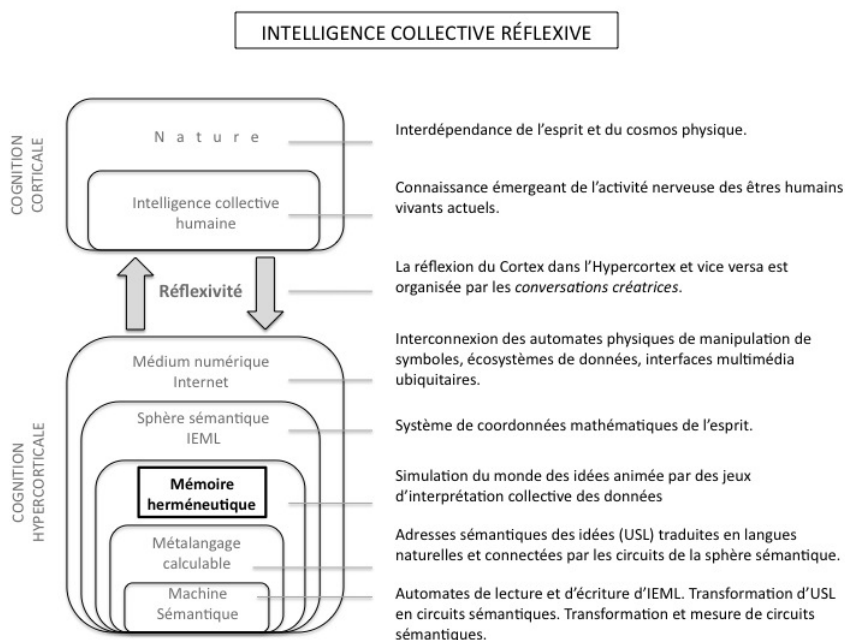 INTELLIGENCE COLLECTIVE RÉFLEXIVE
COGNITION
CORTICALE
Nature
Interdépendance de l'esprit et du cosmos physique.
Intelligence collective
humaine
Connaissance émergeant de l'activité nerveuse des êtres humains
vivants actuels.
Réflexivité
La réflexion du Cortex dans l'Hypercortex et vice versa est
organisée par les conversations créatrices.
COGNITION
HYPERCORTICALE
Médium numérique
Internet
Interconnexion des automates physiques de manipulation de
symboles, écosystèmes de données, interfaces multimédia
ubiquitaires.
Sphère sémantique
IEML
Système de coordonnées mathématiques de l'esprit.
Mémoire
herméneutique
Simulation du monde des idées animée par des jeux
d'interprétation collective des données
Métalangage
calculable
Adresses sémantiques des idées (USL) traduites en langues
naturelles et connectées par les circuits de la sphère sémantique.
Machine
Sémantique
Automates de lecture et d'écriture d'IEML. Transformation d'USL
en circuits sémantiques. Transformation et mesure de circuits
sémantiques.